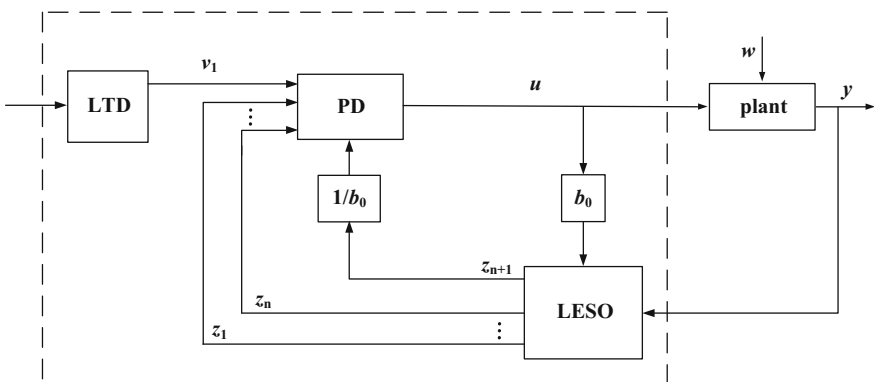 v₁
w
LTD
PD
u
plant
y
⋮
1/b₀
b₀
zₙ₊₁
zₙ
LESO
z₁
⋮